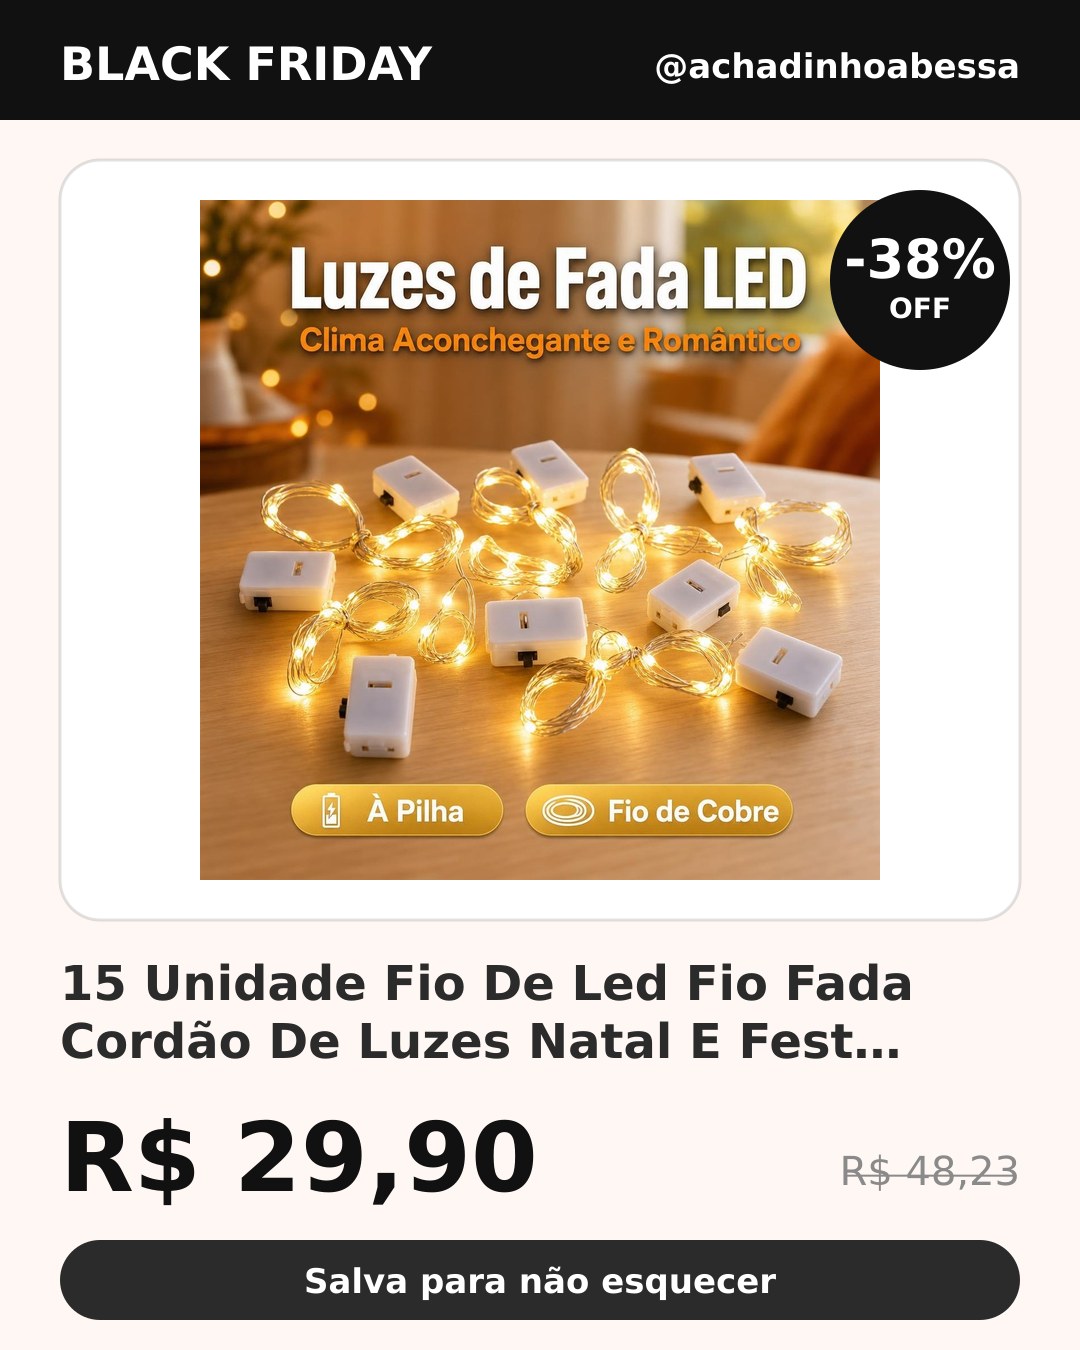 BLACK FRIDAY
@achadinhoabessa
-38%
OFF
Luzes de Fada LED
Clima Aconchegante e Romântico
À Pilha
Fio de Cobre
15 Unidade Fio De Led Fio Fada
Cordão De Luzes Natal E Fest...
R$ 29,90
R$ 48,23
Salva para não esquecer